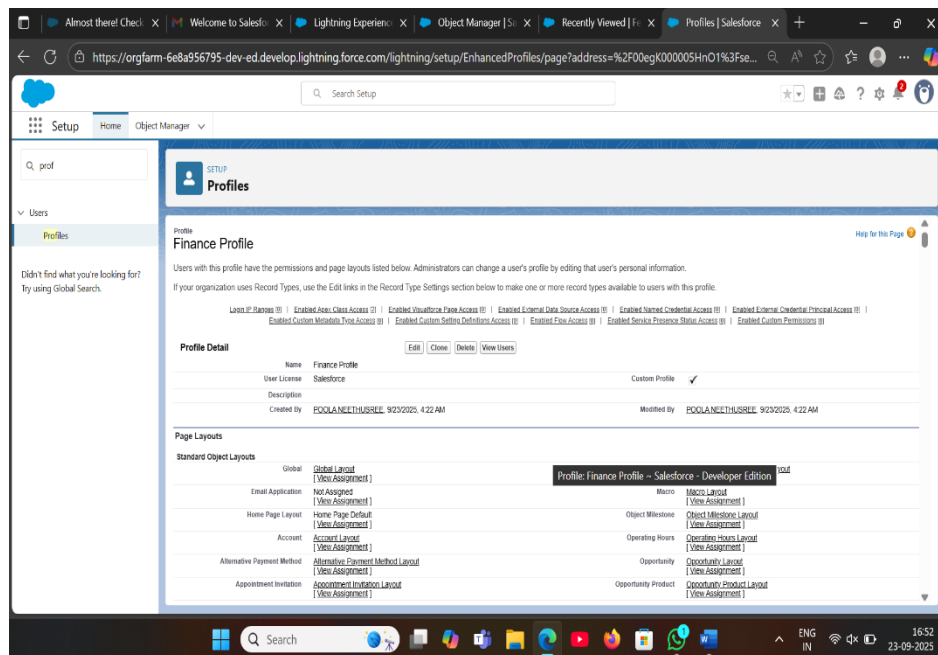 Almost there! Check
Welcome to Salesfo
Lightning Experienc
Object Manager | S
Recently Viewed | Fe
Profiles | Salesforce
https://orgfarm-6e8a956795-dev-ed.develop.lightning.force.com/lightning/setup/EnhancedProfiles/page?address=%2F00egK000005HnO1%3Fse...
Search Setup
Setup Home Object Manager
prof
SETUP
Profiles
Users
Profiles
Didn't find what you're looking for?
Try using Global Search.
Profile
Finance Profile
Help for this Page
Users with this profile have the permissions and page layouts listed below. Administrators can change a user's profile by editing that user's personal information.
If your organization uses Record Types, use the Edit links in the Record Type Settings section below to make one or more record types available to users with this profile.
Login IP Ranges [0] | Enabled Apex Class Access [2] | Enabled Visualforce Page Access [0] | Enabled External Data Source Access [0] | Enabled Named Credential Access [0] | Enabled External Credential Principal Access [0] |
Enabled Custom Metadata Type Access [0] | Enabled Custom Setting Definitions Access [0] | Enabled Flow Access [0] | Enabled Service Presence Status Access [0] | Enabled Custom Permissions [0]
Profile Detail Edit Clone Delete View Users
Name Finance Profile
User License Salesforce Custom Profile
Description
Created By POOLA NEETHUSREE, 9/23/2025, 4:22 AM Modified By POOLA NEETHUSREE, 9/23/2025, 4:22 AM
Page Layouts
Standard Object Layouts
Global Global Layout
[ View Assignment ]
Profile: Finance Profile ~ Salesforce - Developer Edition
Email Application Not Assigned
[ View Assignment ]
Macro Macro Layout
[ View Assignment ]
Home Page Layout Home Page Default
[ View Assignment ]
Object Milestone Object Milestone Layout
[ View Assignment ]
Account Account Layout
[ View Assignment ]
Operating Hours Operating Hours Layout
[ View Assignment ]
Alternative Payment Method Alternative Payment Method Layout
[ View Assignment ]
Opportunity Opportunity Layout
[ View Assignment ]
Appointment Invitation Appointment Invitation Layout
[ View Assignment ]
Opportunity Product Opportunity Product Layout
[ View Assignment ]
Search
ENG
IN
16:52
23-09-2025